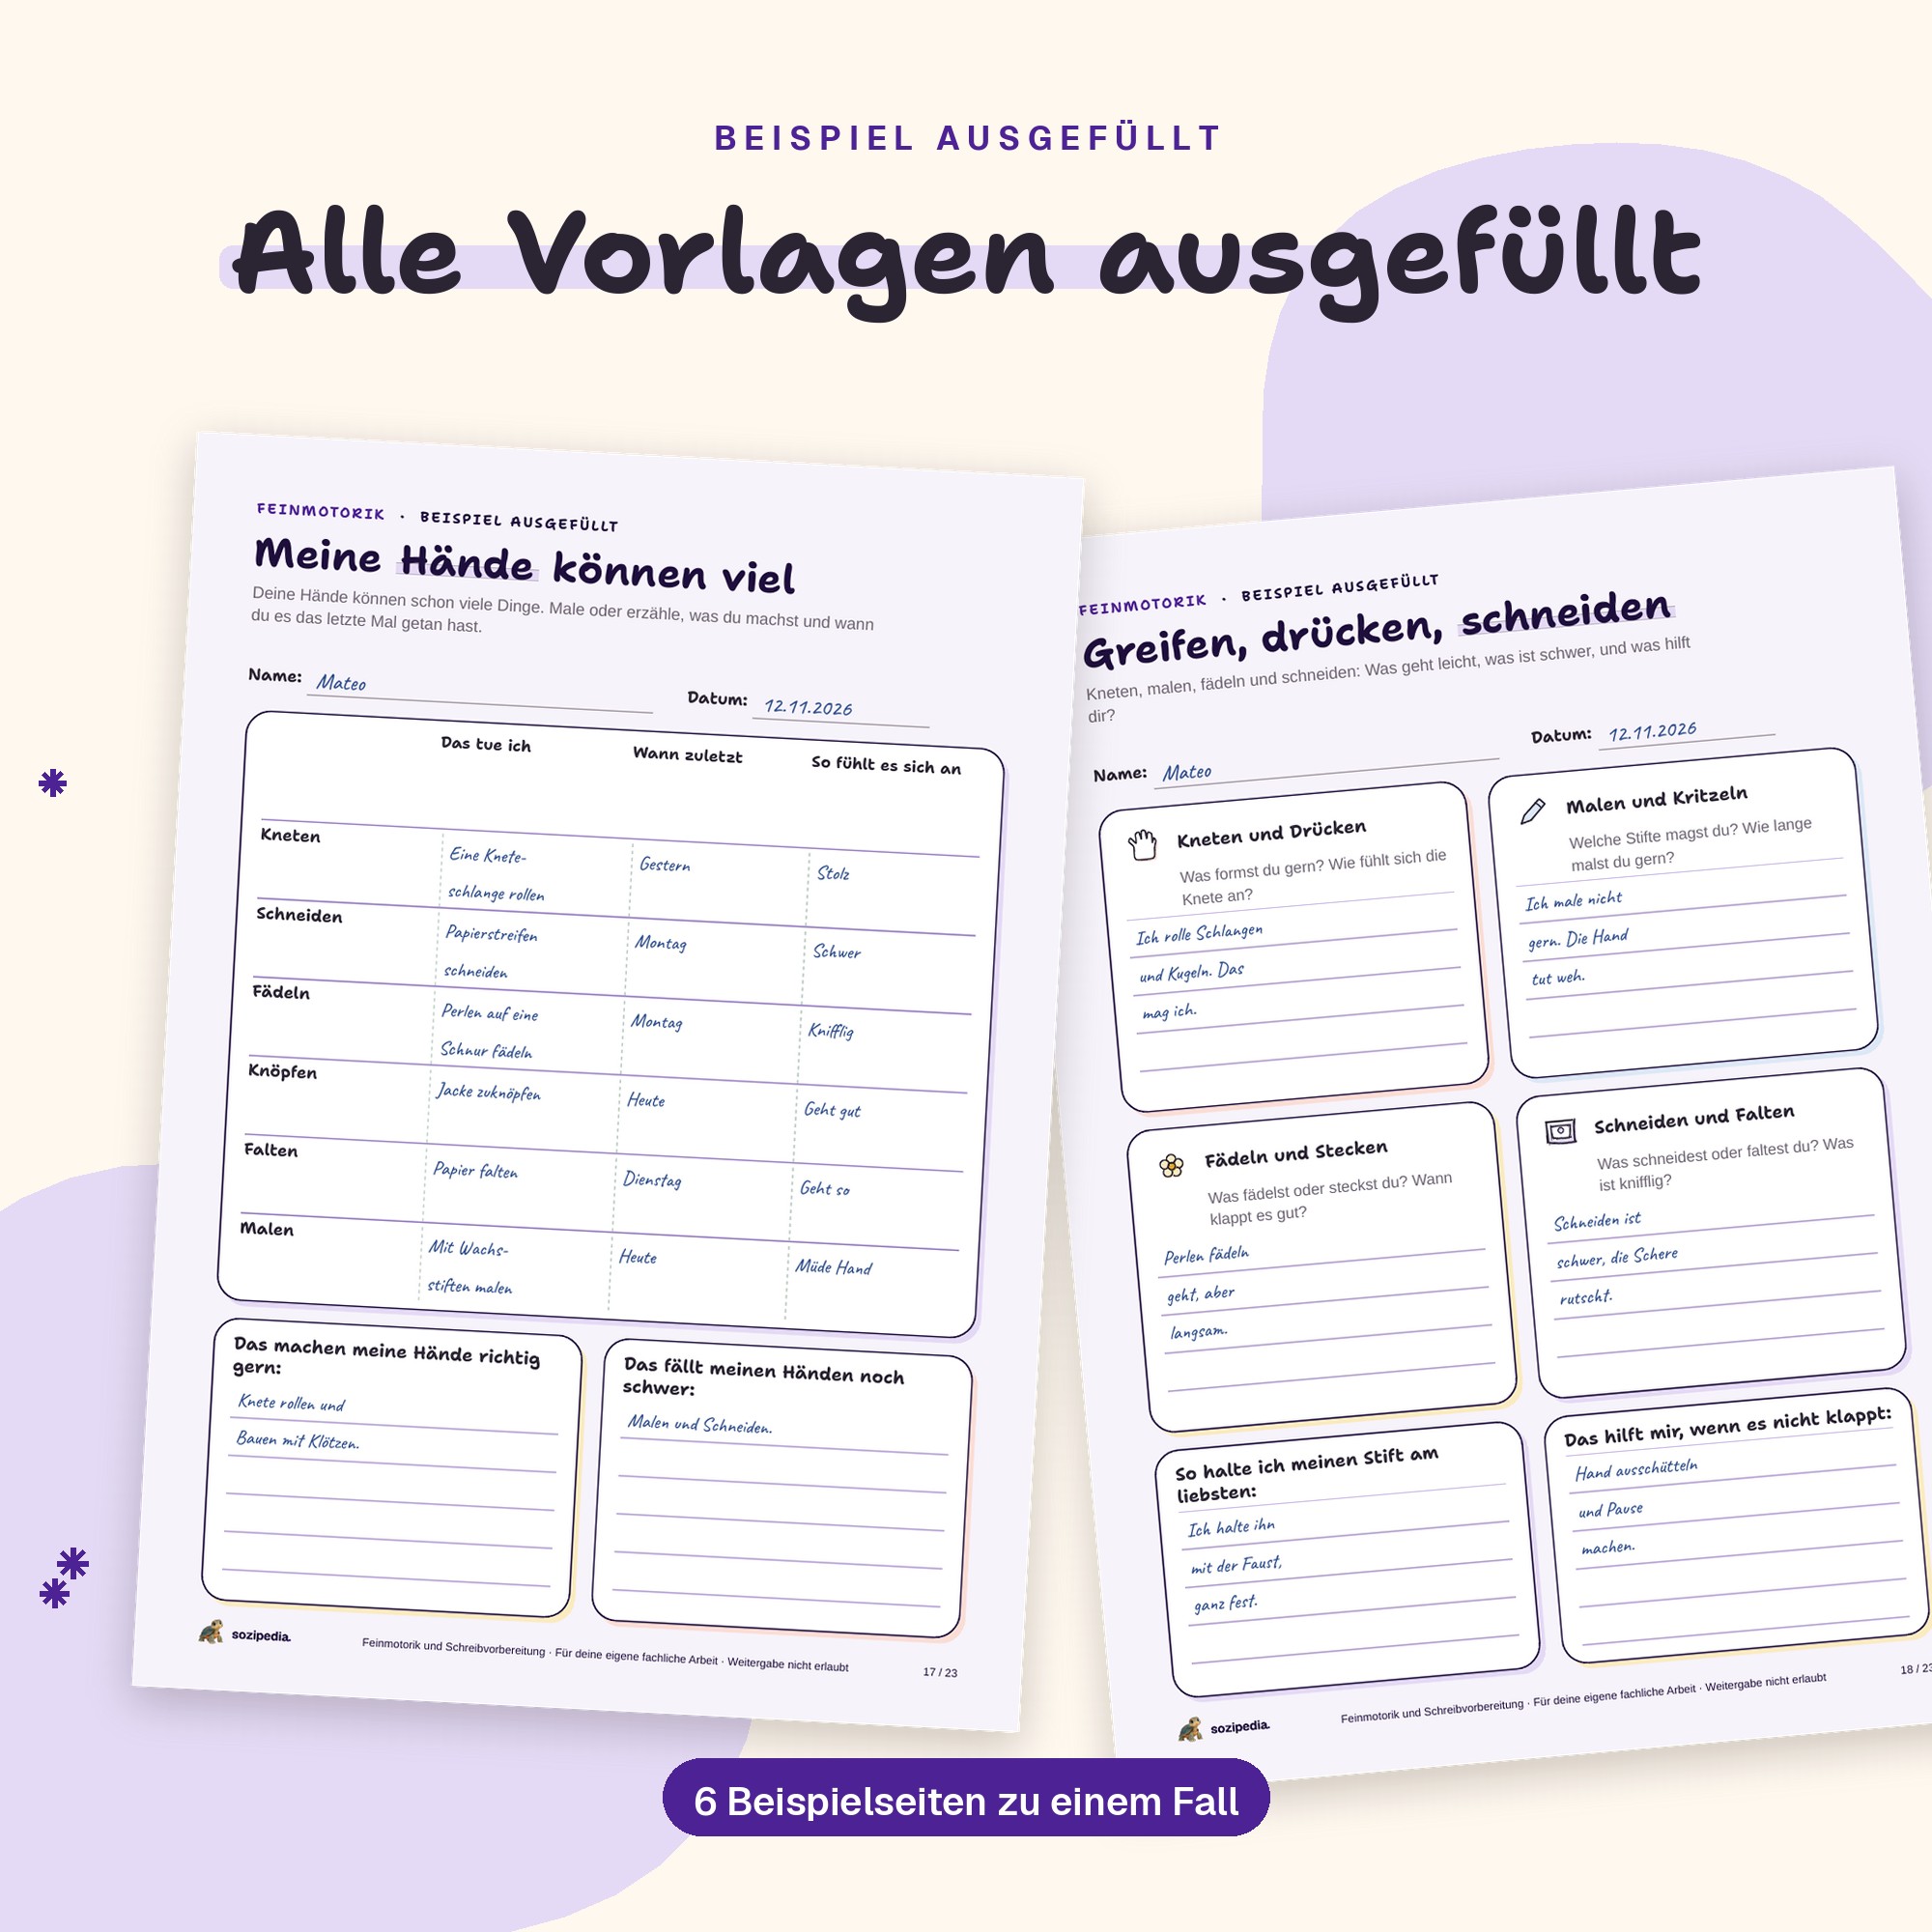 BEISPIEL AUSGEFÜLLT
Alle Vorlagen ausgefüllt
FEINMOTORIK · BEISPIEL AUSGEFÜLLT
Meine Hände können viel
Deine Hände können schon viele Dinge. Male oder erzähle, was du machst und wann
du es das letzte Mal getan hast.
Name: Mateo Datum: 12.11.2026
Das tue ich Wann zuletzt So fühlt es sich an
Kneten
Eine Knete- Gestern Stolz
schlange rollen
Schneiden
Papierstreifen Montag Schwer
schneiden
Fädeln
Perlen auf eine Montag Knifflig
Schnur fädeln
Knöpfen
Jacke zuknöpfen Heute Geht gut
Falten
Papier falten Dienstag Geht so
Malen
Mit Wachs- Heute Müde Hand
stiften malen
Das machen meine Hände richtig
gern:
Knete rollen und
Bauen mit Klötzen.
Das fällt meinen Händen noch
schwer:
Malen und Schneiden.
sozipedia. Feinmotorik und Schreibvorbereitung · Für deine eigene fachliche Arbeit · Weitergabe nicht erlaubt 17 / 23
FEINMOTORIK · BEISPIEL AUSGEFÜLLT
Greifen, drücken, schneiden
Kneten, malen, fädeln und schneiden: Was geht leicht, was ist schwer, und was hilft
dir?
Name: Mateo Datum: 12.11.2026
Kneten und Drücken
Was formst du gern? Wie fühlt sich die
Knete an?
Ich rolle Schlangen
und Kugeln. Das
mag ich.
Malen und Kritzeln
Welche Stifte magst du? Wie lange
malst du gern?
Ich male nicht
gern. Die Hand
tut weh.
Fädeln und Stecken
Was fädelst oder steckst du? Wann
klappt es gut?
Perlen fädeln
geht, aber
langsam.
Schneiden und Falten
Was schneidest oder faltest du? Was
ist knifflig?
Schneiden ist
schwer, die Schere
rutscht.
So halte ich meinen Stift am
liebsten:
Ich halte ihn
mit der Faust,
ganz fest.
Das hilft mir, wenn es nicht klappt:
Hand ausschütteln
und Pause
machen.
sozipedia. Feinmotorik und Schreibvorbereitung · Für deine eigene fachliche Arbeit · Weitergabe nicht erlaubt 18 / 23
6 Beispielseiten zu einem Fall